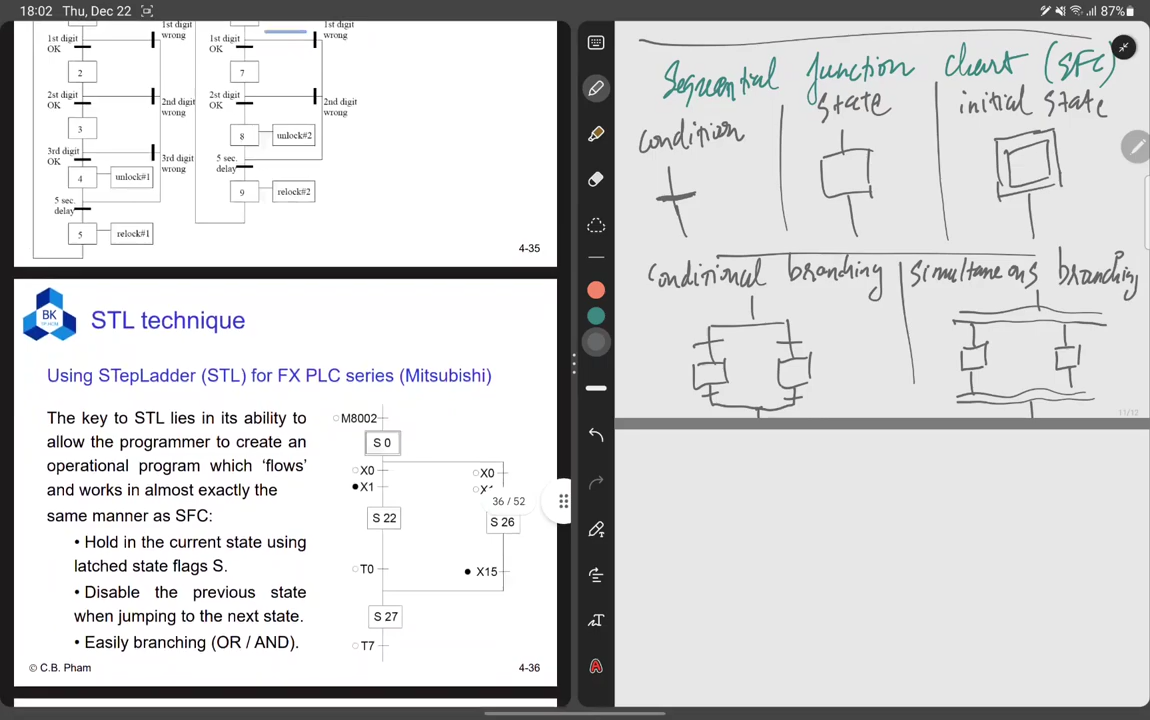 18:02 Thu, Dec 22
87%
1st digit
wrong
1st digit
wrong
1st digit
OK
1st digit
OK
2
7
2st digit
OK
2nd digit
wrong
2st digit
OK
2nd digit
wrong
3
8
unlock#2
3rd digit
OK
3rd digit
wrong
5 sec.
delay
4
unlock#1
9
relock#2
5 sec.
delay
5
relock#1
4-35
BK
STL technique
Using STepLadder (STL) for FX PLC series (Mitsubishi)
The key to STL lies in its ability to
allow the programmer to create an
operational program which ‘flows’
and works in almost exactly the
same manner as SFC:
• Hold in the current state using
latched state flags S.
• Disable the previous state
when jumping to the next state.
• Easily branching (OR / AND).
M8002
S 0
X0
X0
X1
36 / 52
S 22
S 26
T0
X15
S 27
T7
© C.B. Pham
4-36
Sequential function chart (SFC)
condition
state
initial state
conditional branching
simultaneous branching
11/12